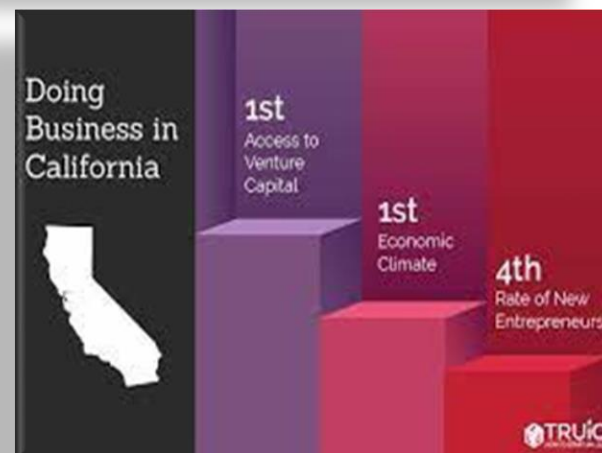 Doing
Business in
California
1st
Access to
Venture
Capital
1st
Economic
Climate
4th
Rate of New
Entrepreneurs
TRUiC